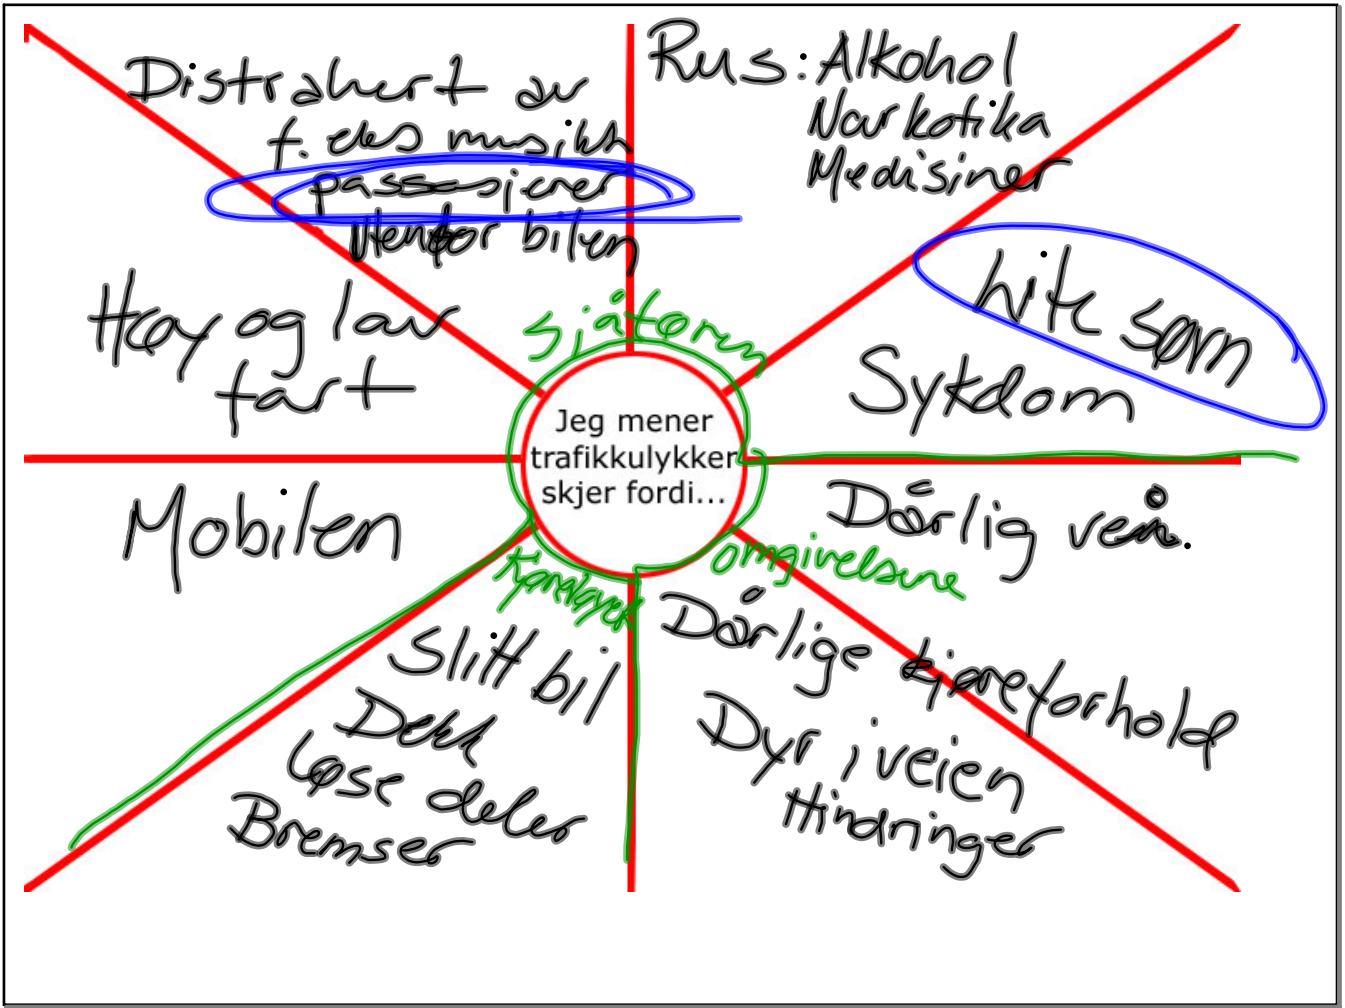 Distrahert av
f. eks musikk
passasjerer
Utenfor bilen
Rus: Alkohol
Narkotika
Medisiner
Lite søvn
Sykdom
Høy og lav
fart
sjåføren
Jeg mener
trafikkulykker
skjer fordi...
Mobilen
Dårlig vei.
omgivelsene
Kjøretøyet
Dårlige kjøreforhold
Slitt bil
Dekk
Løse deler
Bremser
Dyr i veien
Hindringer